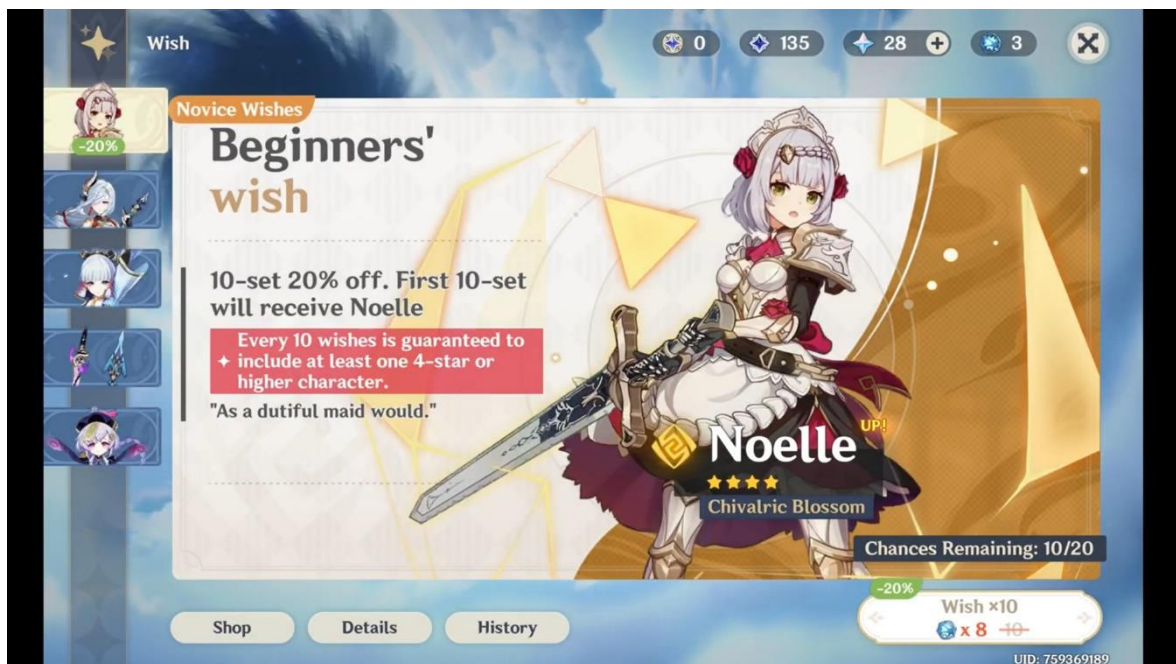 Wish
0
135
28
3
-20%
Novice Wishes
Beginners'
wish
10-set 20% off. First 10-set
will receive Noelle
Every 10 wishes is guaranteed to
include at least one 4-star or
higher character.
"As a dutiful maid would."
Noelle
UP!
Chivalric Blossom
Chances Remaining: 10/20
Shop
Details
History
-20%
Wish ×10
x 8 10
UID: 759369189